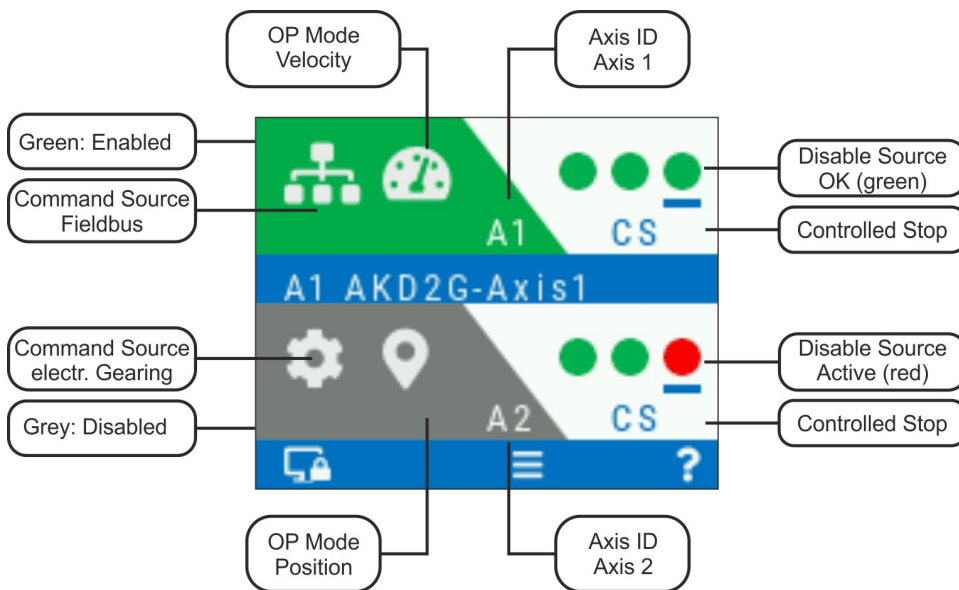 OP Mode
Velocity
Axis ID
Axis 1
Green: Enabled
Command Source
Fieldbus
Disable Source
OK (green)
Controlled Stop
A1
CS
A1 AKD2G-Axis1
Command Source
electr. Gearing
Grey: Disabled
Disable Source
Active (red)
Controlled Stop
A2
CS
?
OP Mode
Position
Axis ID
Axis 2